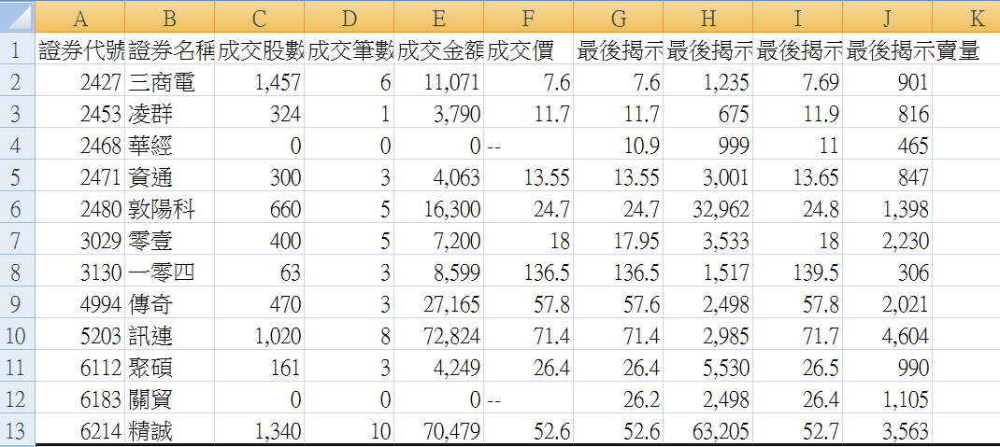 A B C D E F G H I J K
1 證券代號 證券名稱 成交股數 成交筆數 成交金額 成交價 最後揭示 最後揭示 最後揭示 最後揭示賣量
2 2427 三商電 1,457 6 11,071 7.6 7.6 1,235 7.69 901
3 2453 凌群 324 1 3,790 11.7 11.7 675 11.9 816
4 2468 華經 0 0 0 -- 10.9 999 11 465
5 2471 資通 300 3 4,063 13.55 13.55 3,001 13.65 847
6 2480 敦陽科 660 5 16,300 24.7 24.7 32,962 24.8 1,398
7 3029 零壹 400 5 7,200 18 17.95 3,533 18 2,230
8 3130 一零四 63 3 8,599 136.5 136.5 1,517 139.5 306
9 4994 傳奇 470 3 27,165 57.8 57.6 2,498 57.8 2,021
10 5203 訊連 1,020 8 72,824 71.4 71.4 2,985 71.7 4,604
11 6112 聚碩 161 3 4,249 26.4 26.4 5,530 26.5 990
12 6183 關貿 0 0 0 -- 26.2 2,498 26.4 1,105
13 6214 精誠 1,340 10 70,479 52.6 52.6 63,205 52.7 3,563